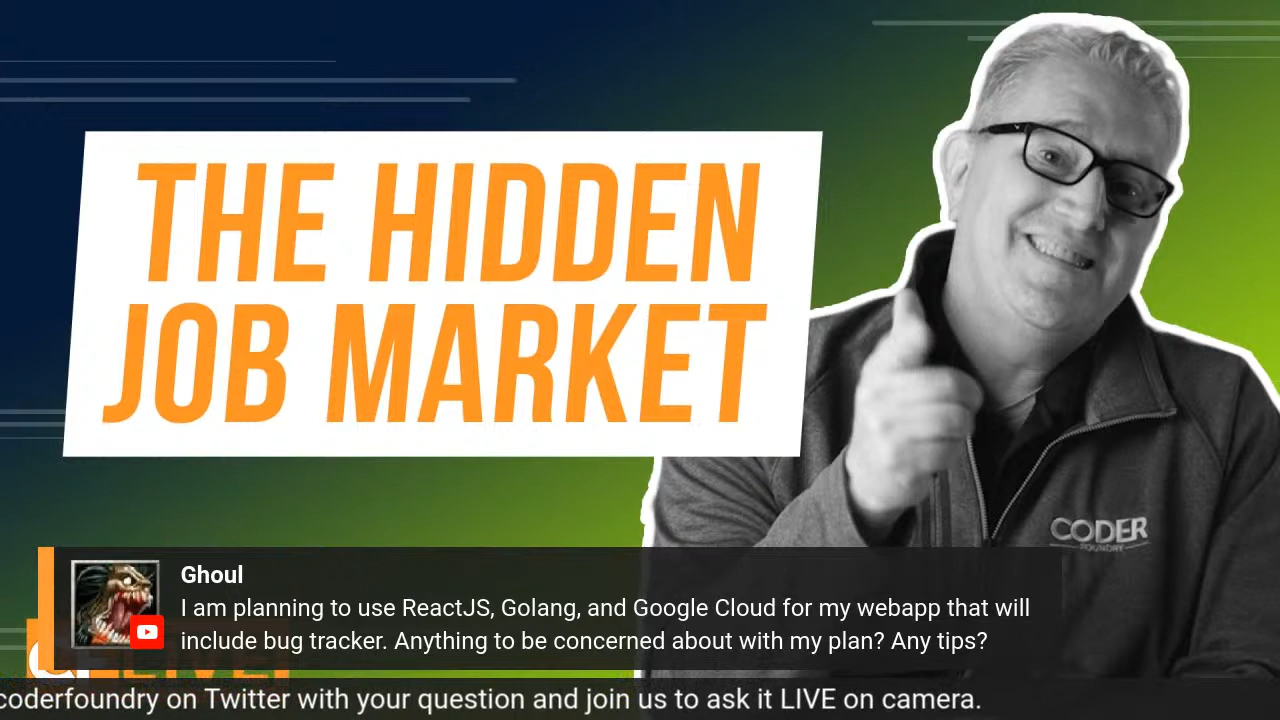 THE HIDDEN
JOB MARKET
CODER
FOUNDRY
Ghoul
I am planning to use ReactJS, Golang, and Google Cloud for my webapp that will
include bug tracker. Anything to be concerned about with my plan? Any tips?
coderfoundry on Twitter with your question and join us to ask it LIVE on camera.